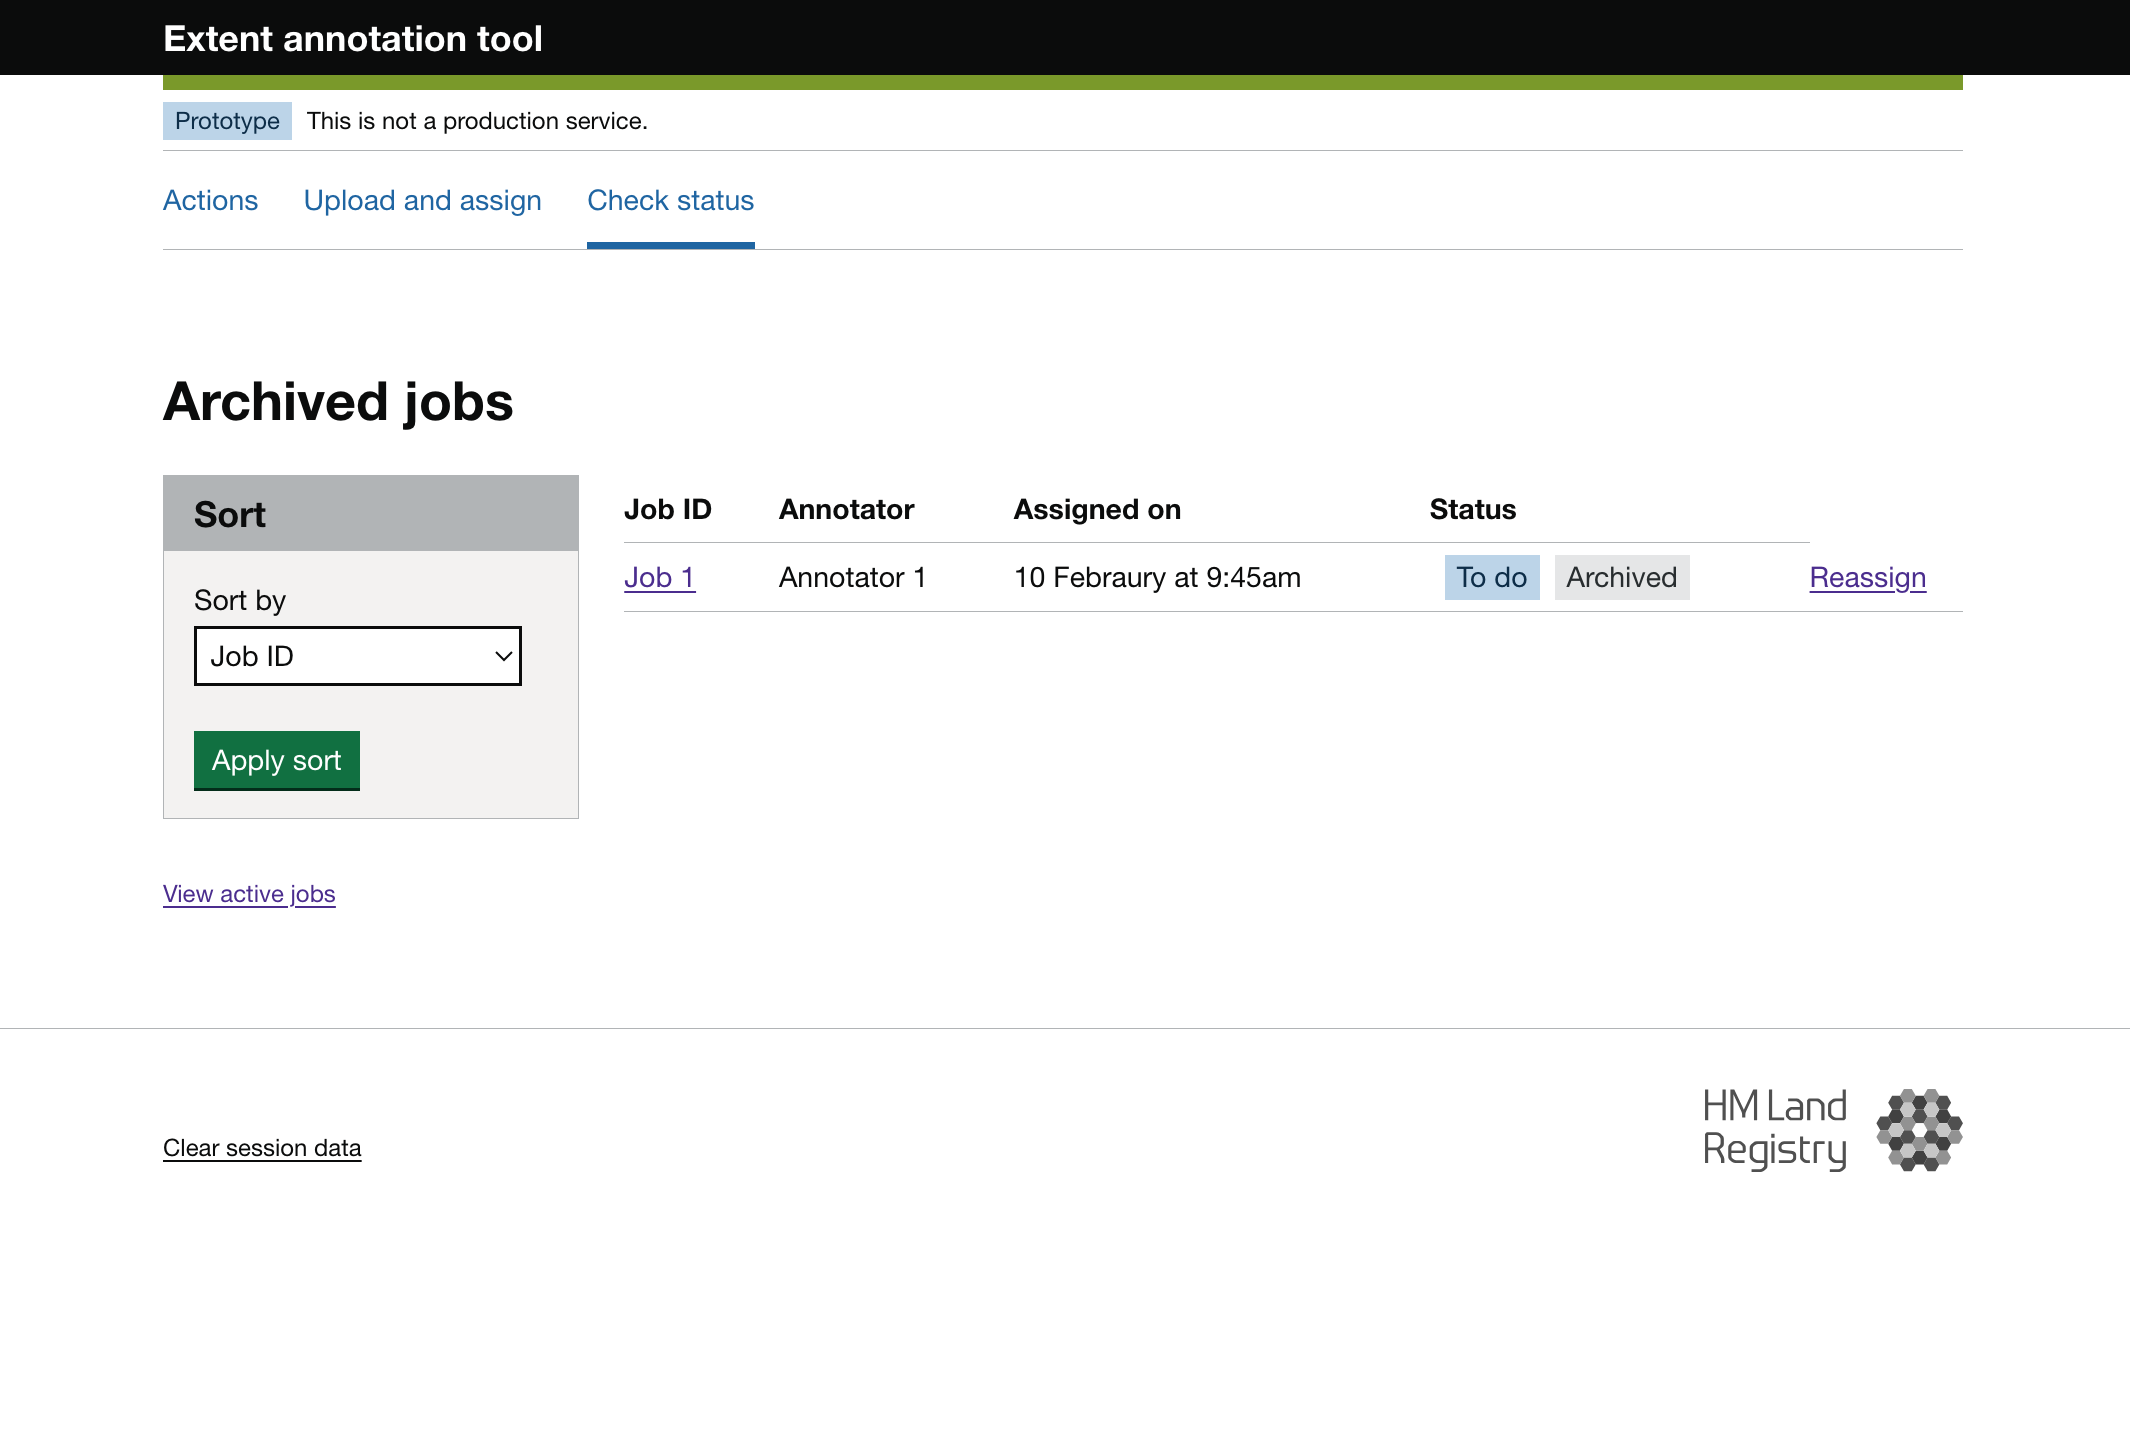 Extent annotation tool
Prototype This is not a production service.
Actions Upload and assign Check status
Archived jobs
Sort
Sort by
Job ID
Apply sort
Job ID Annotator Assigned on Status
Job 1 Annotator 1 10 Febraury at 9:45am To do Archived Reassign
View active jobs
Clear session data
HM Land
Registry